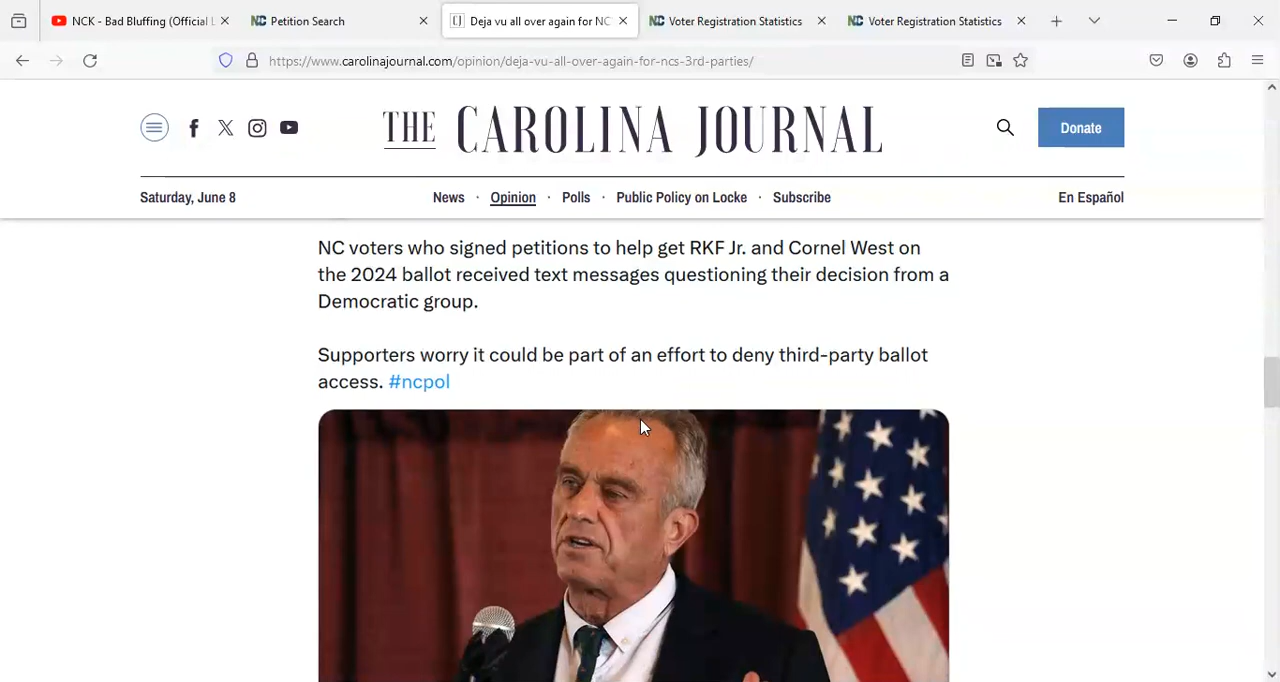 NCK - Bad Bluffing (Official L
Petition Search
Deja vu all over again for NC
Voter Registration Statistics
Voter Registration Statistics
https://www.carolinajournal.com/opinion/deja-vu-all-over-again-for-ncs-3rd-parties/
THE CAROLINA JOURNAL
Donate
Saturday, June 8
News · Opinion · Polls · Public Policy on Locke · Subscribe
En Español
NC voters who signed petitions to help get RKF Jr. and Cornel West on
the 2024 ballot received text messages questioning their decision from a
Democratic group.
Supporters worry it could be part of an effort to deny third-party ballot
access. #ncpol